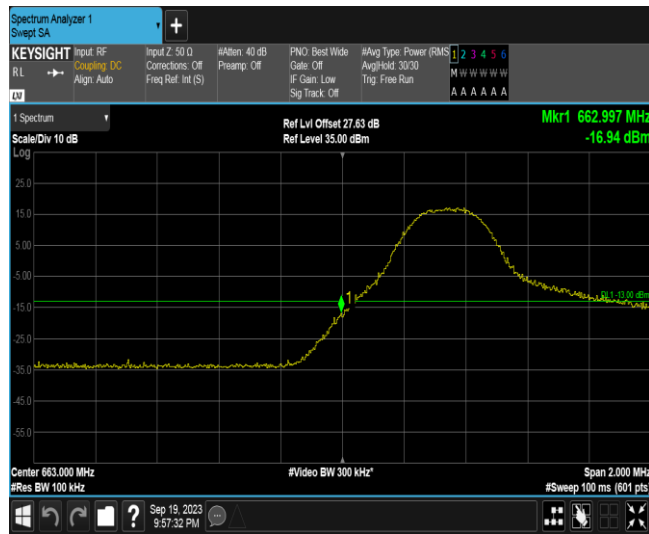 Spectrum Analyzer 1
Swept SA
+
KEYSIGHT
RL
LXI
Input: RF
Coupling: DC
Align: Auto
Input Z: 50 Ω
Corrections: Off
Freq Ref: Int (S)
#Atten: 40 dB
Preamp: Off
PNO: Best Wide
Gate: Off
IF Gain: Low
Sig Track: Off
#Avg Type: Power (RMS
Avg|Hold: 30/30
Trig: Free Run
1 2 3 4 5 6
M W W W W W
A A A A A A
1 Spectrum
Scale/Div 10 dB
Ref Lvl Offset 27.63 dB
Ref Level 35.00 dBm
Mkr1 662.997 MHz
-16.94 dBm
Log
25.0
15.0
5.00
-5.00
-15.0
-25.0
-35.0
-45.0
-55.0
1
DL1 -13.00 dBm
Center 663.000 MHz
#Res BW 100 kHz
#Video BW 300 kHz*
Span 2.000 MHz
#Sweep 100 ms (601 pts
?
Sep 19, 2023
9:57:32 PM